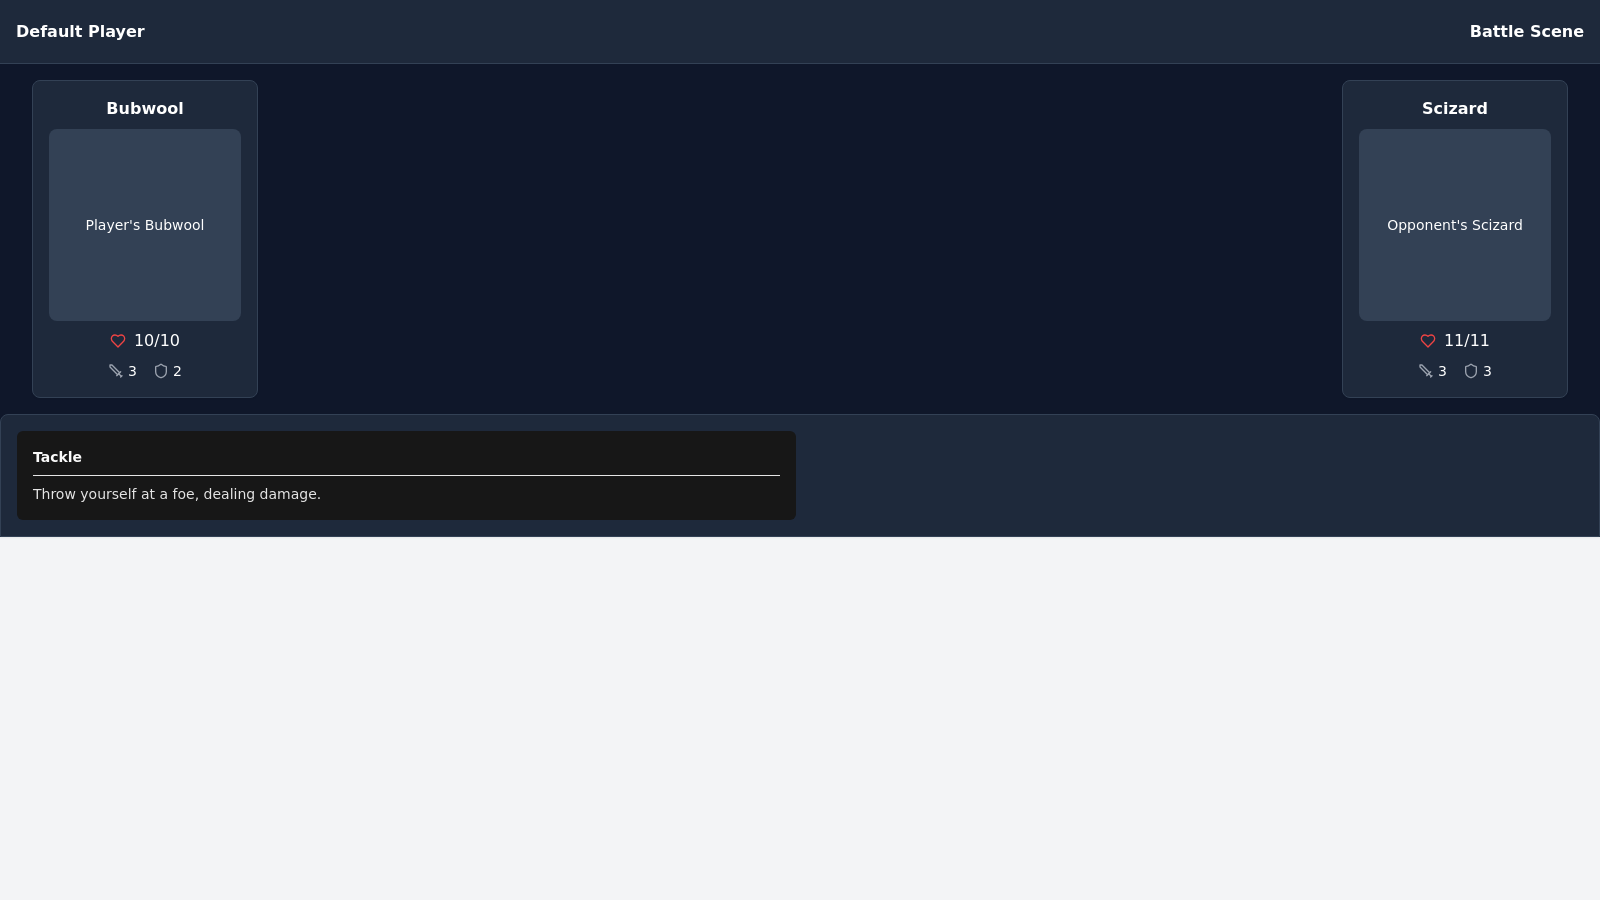 Default Player
Battle Scene
Bubwool
Player's Bubwool
10/10
3 2
Scizard
Opponent's Scizard
11/11
3 3
Tackle
Throw yourself at a foe, dealing damage.